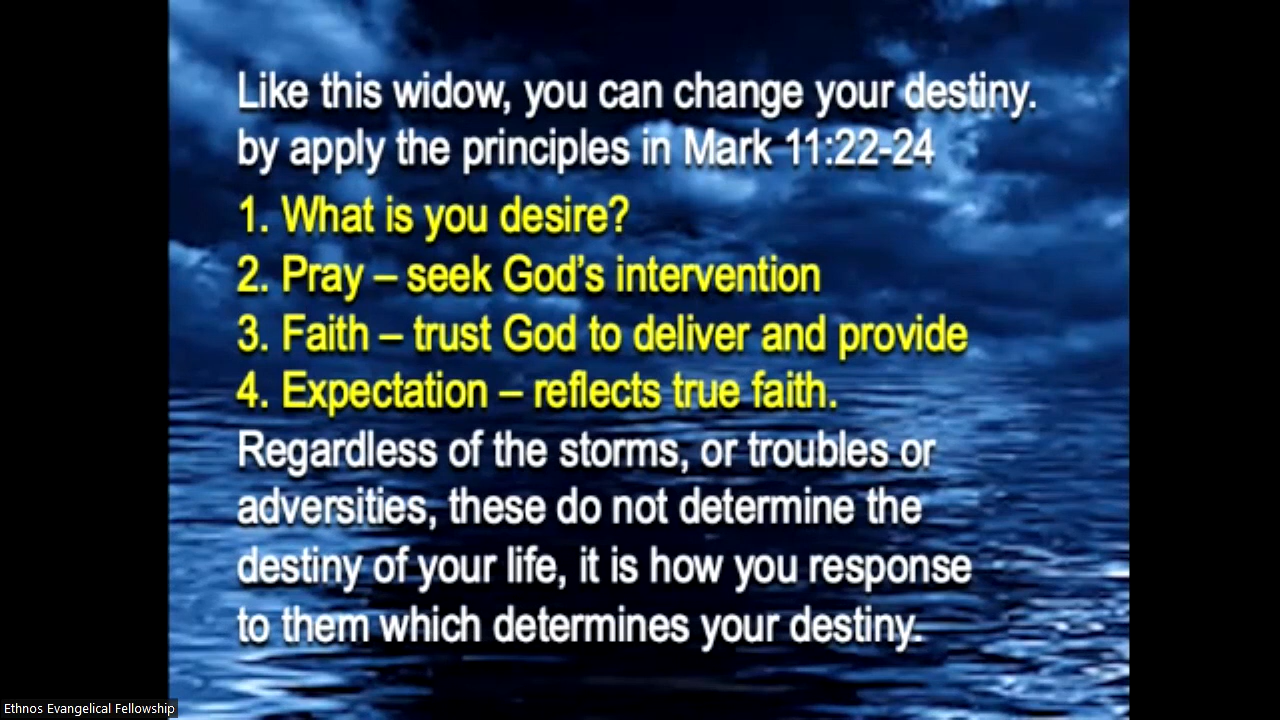 Like this widow, you can change your destiny.
by apply the principles in Mark 11:22-24
1. What is you desire?
2. Pray – seek God’s intervention
3. Faith – trust God to deliver and provide
4. Expectation – reflects true faith.
Regardless of the storms, or troubles or
adversities, these do not determine the
destiny of your life, it is how you response
to them which determines your destiny.
Ethnos Evangelical Fellowship